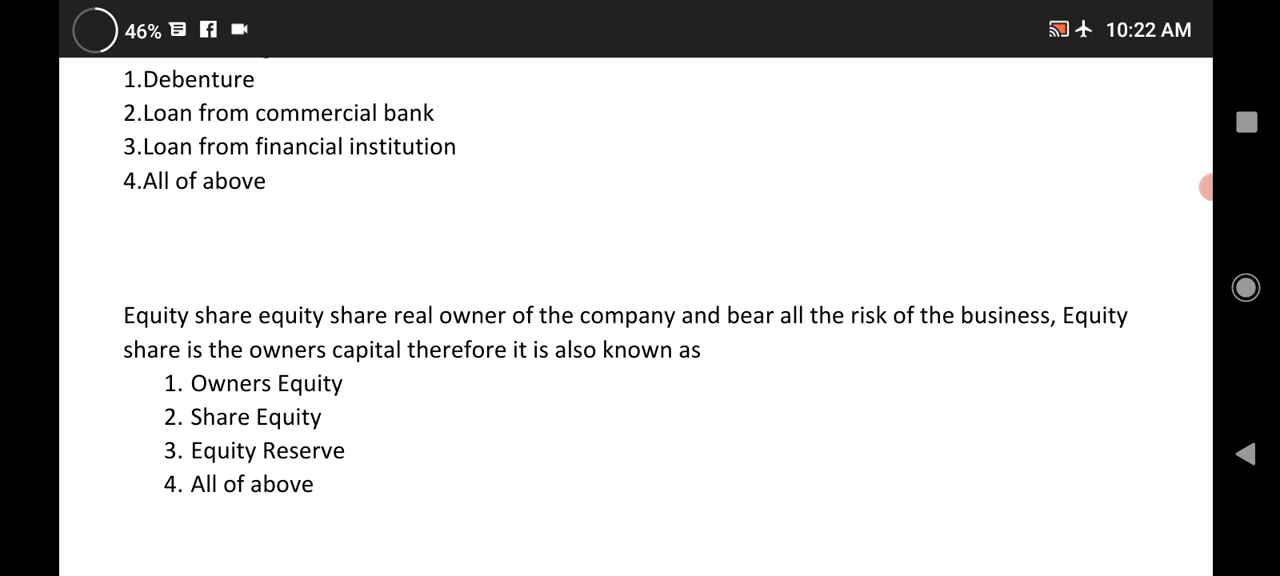 46% 10:22 AM
1.Debenture
2.Loan from commercial bank
3.Loan from financial institution
4.All of above
Equity share equity share real owner of the company and bear all the risk of the business, Equity
share is the owners capital therefore it is also known as
1. Owners Equity
2. Share Equity
3. Equity Reserve
4. All of above